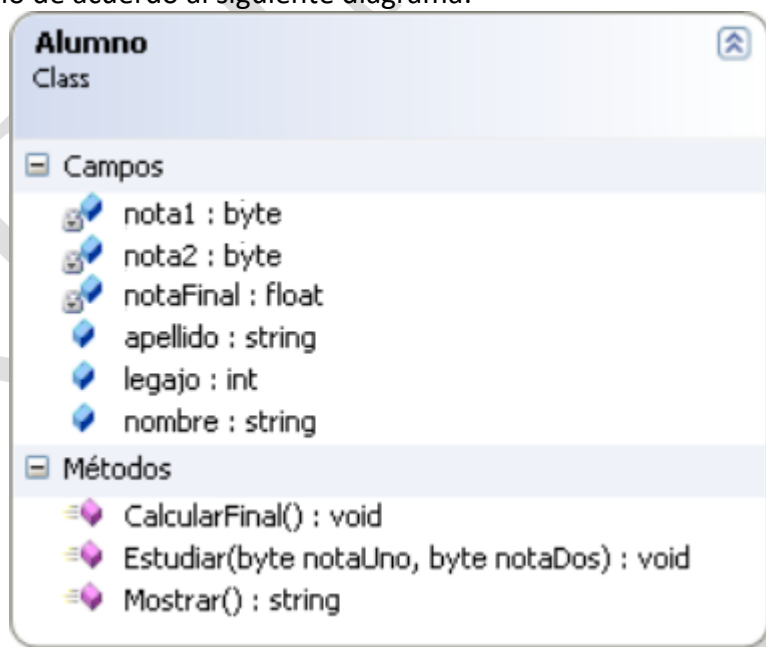 no de acuerdo al siguiente diagrama:
Alumno
Class
Campos
nota1 : byte
nota2 : byte
notaFinal : float
apellido : string
legajo : int
nombre : string
Métodos
CalcularFinal() : void
Estudiar(byte notaUno, byte notaDos) : void
Mostrar() : string